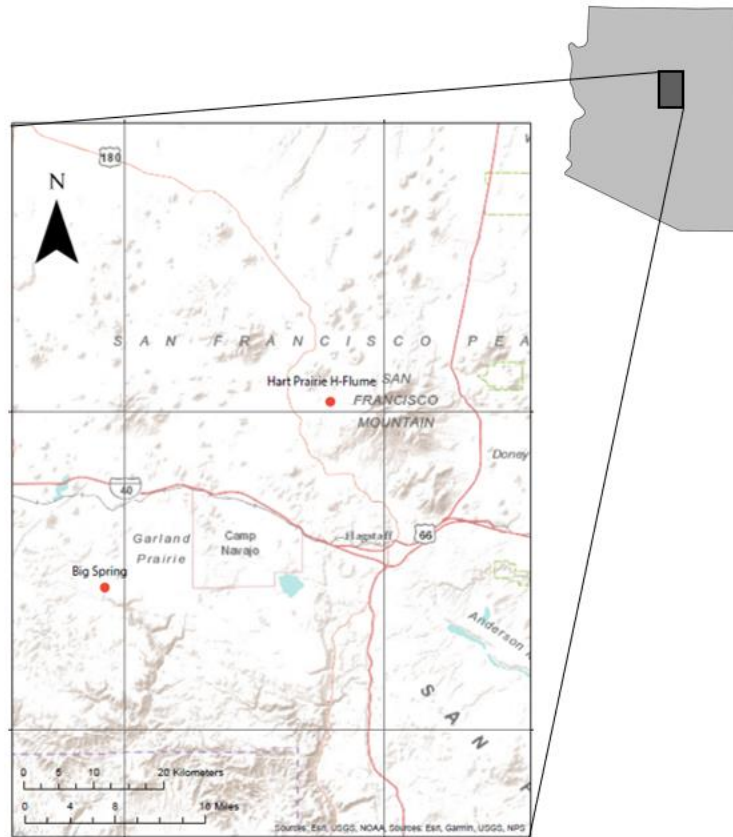 180
N
SAN FRANCISCO PEA
Hart Prairie H-Flume
SAN
FRANCISCO
MOUNTAIN
Doney
40
Garland
Prairie
Camp
Navajo
Flagstaff
66
Big Spring
Anderson
SAN
0 5 10 20 Kilometers
0 4 8 16 Miles
Sources: Esri, USGS, NOAA, Sources: Esri, Garmin, USGS, NPS